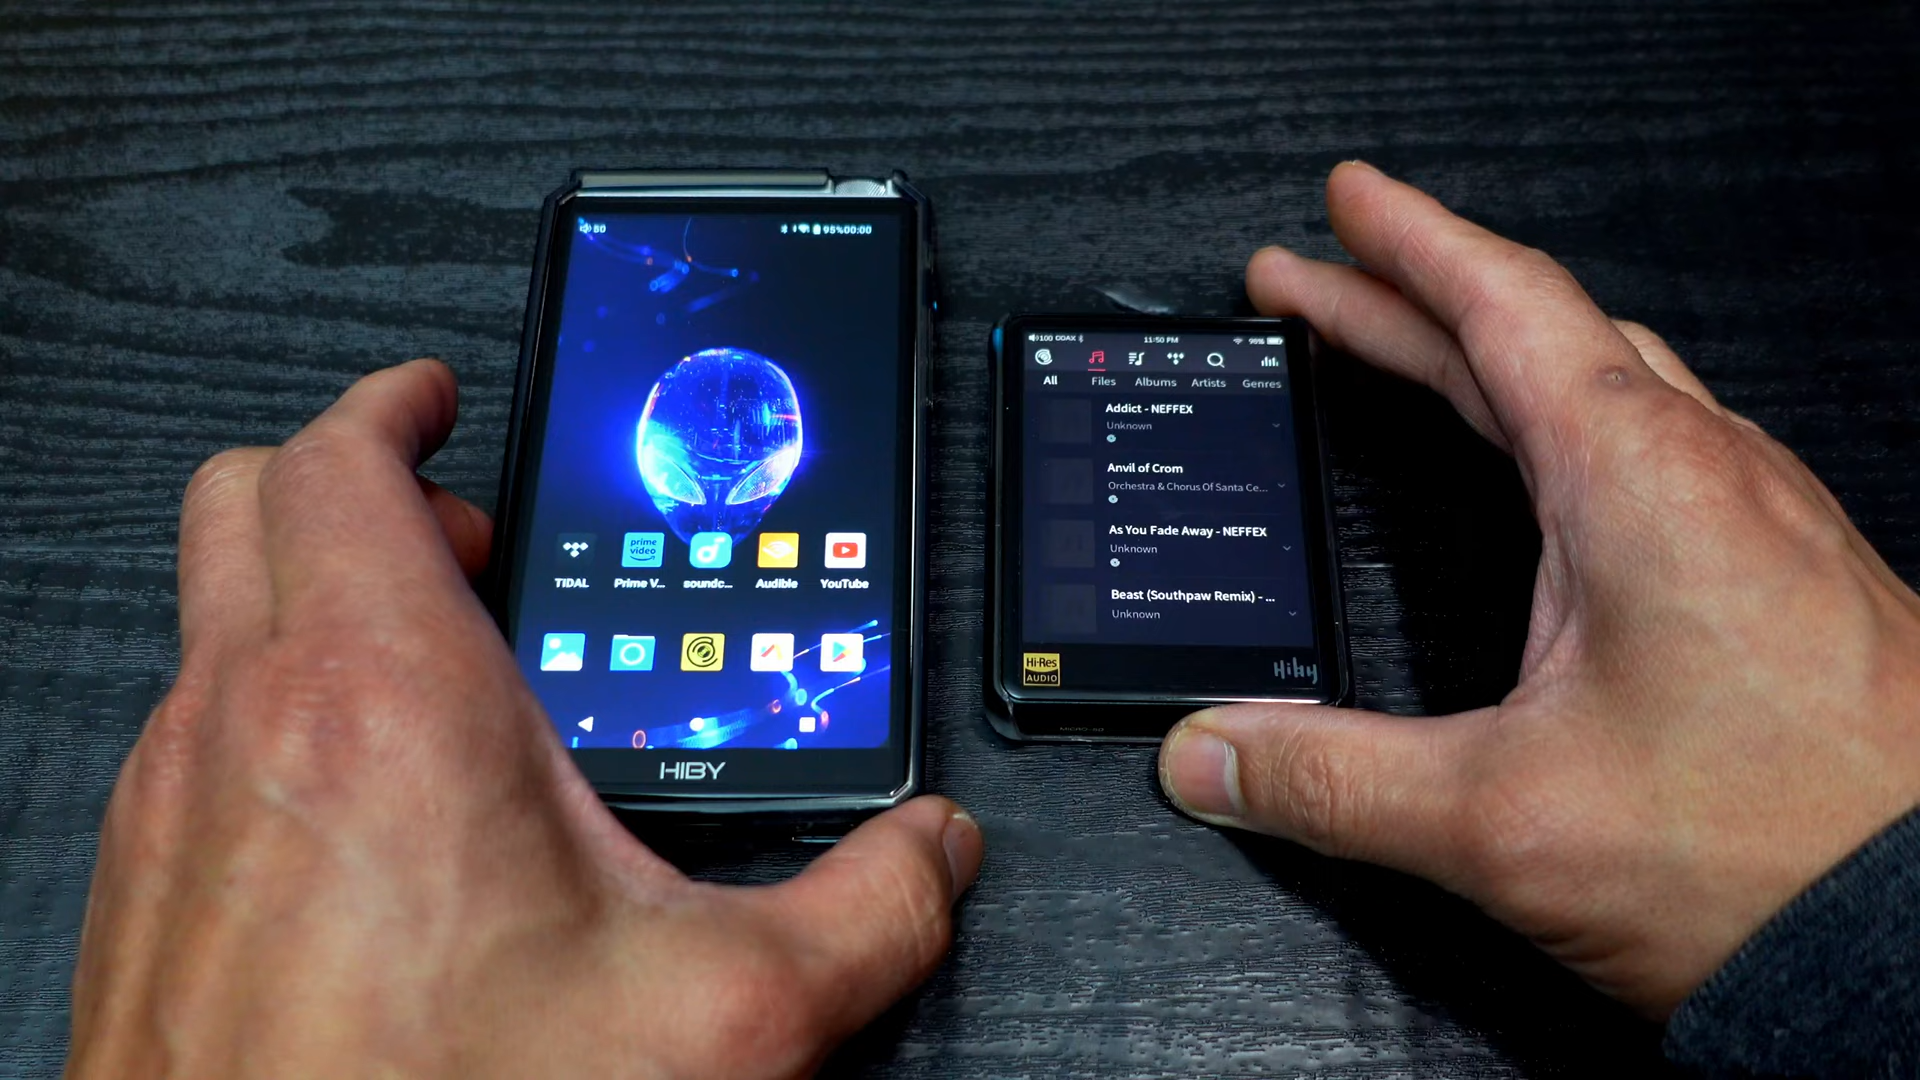 80
95% 00:00
prime video
TIDAL
Prime V...
soundc...
Audible
YouTube
HIBY
100
11:50 PM
98%
All
Files
Albums
Artists
Genres
Addict - NEFFEX
Unknown
Anvil of Crom
Orchestra & Chorus Of Santa Ce...
As You Fade Away - NEFFEX
Unknown
Beast (Southpaw Remix) - ...
Unknown
Hi-Res
AUDIO
Hiby